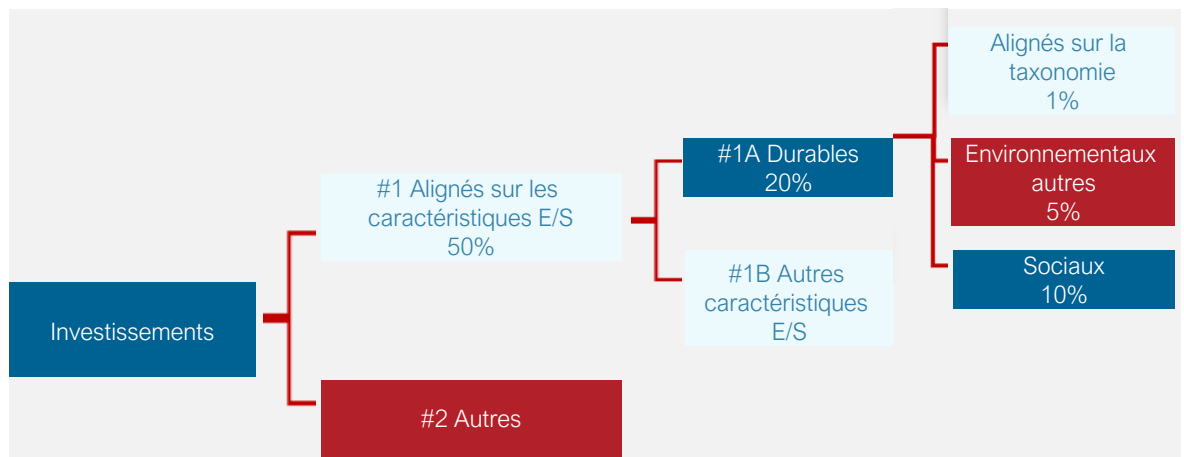 Investissements
#1 Alignés sur les
caractéristiques E/S
50%
#2 Autres
#1A Durables
20%
#1B Autres
caractéristiques
E/S
Alignés sur la
taxonomie
1%
Environnementaux
autres
5%
Sociaux
10%